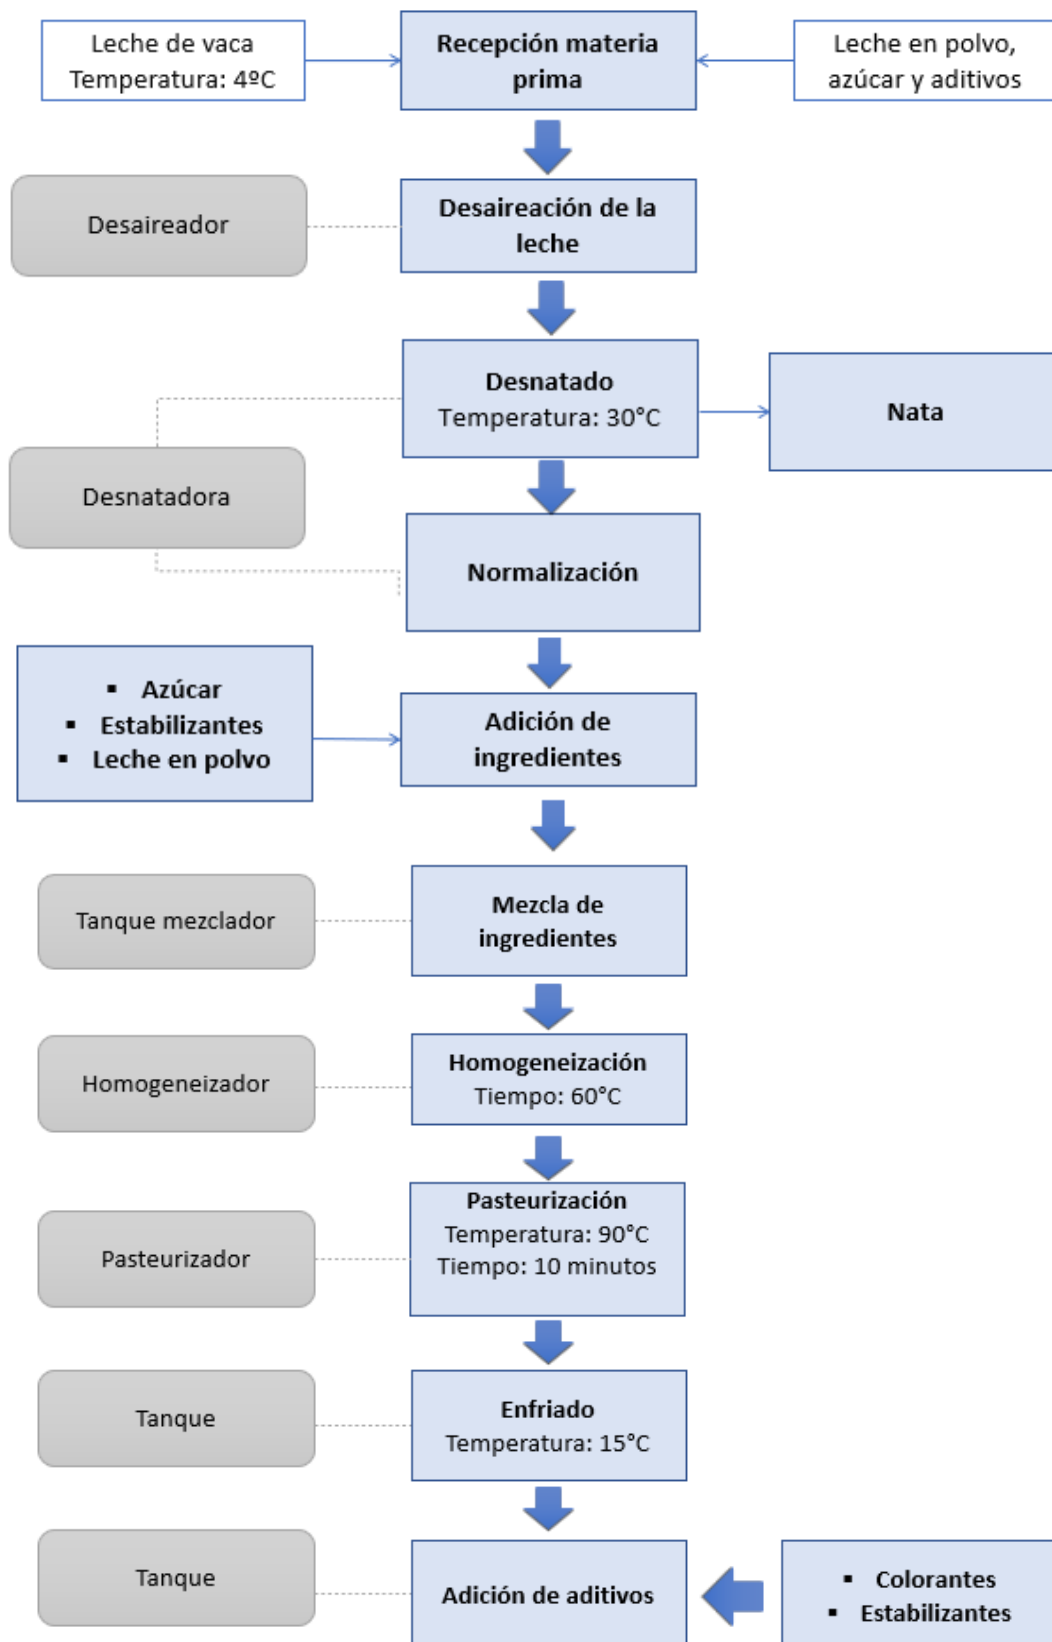 Leche de vaca
Temperatura: 4ºC
Recepción materia
prima
Leche en polvo,
azúcar y aditivos
Desaireador
Desaireación de la
leche
Desnatado
Temperatura: 30°C
Nata
Desnatadora
Normalización
▪ Azúcar
▪ Estabilizantes
▪ Leche en polvo
Adición de
ingredientes
Tanque mezclador
Mezcla de
ingredientes
Homogeneizador
Homogeneización
Tiempo: 60°C
Pasteurizador
Pasteurización
Temperatura: 90°C
Tiempo: 10 minutos
Tanque
Enfriado
Temperatura: 15°C
Tanque
Adición de aditivos
▪ Colorantes
▪ Estabilizantes